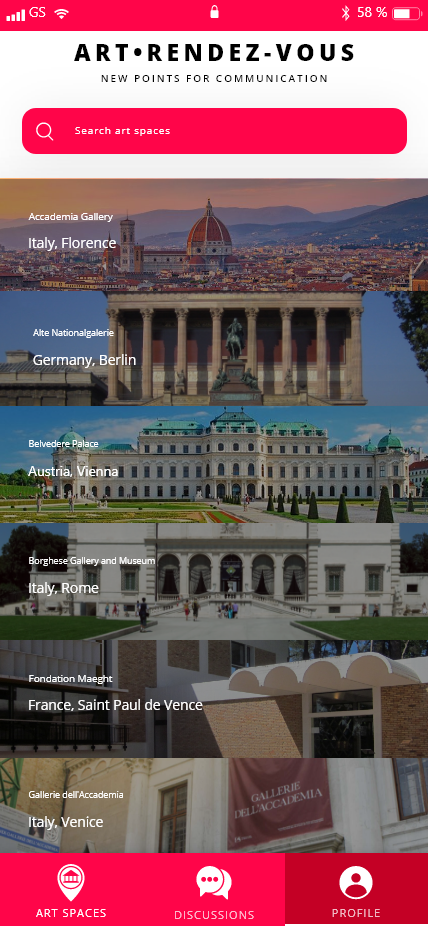 GS 58 %
ART•RENDEZ-VOUS
NEW POINTS FOR COMMUNICATION
Search art spaces
Accademia Gallery
Italy, Florence
Alte Nationalgalerie
Germany, Berlin
Belvedere Palace
Austria, Vienna
Borghese Gallery and Museum
Italy, Rome
Fondation Maeght
France, Saint Paul de Vence
Gallerie dell'Accademia
Italy, Venice
GALLERIE
DELL'ACCADEMIA
ART SPACES
DISCUSSIONS
PROFILE